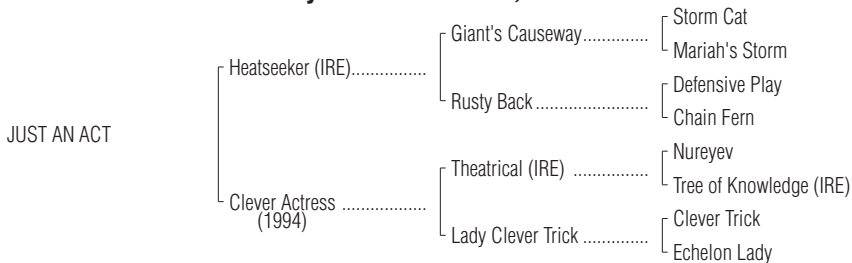 Storm Cat
Giant's Causeway..............
Mariah's Storm
Heatseeker (IRE).................
Defensive Play
Rusty Back........................
Chain Fern
JUST AN ACT
Nureyev
Theatrical (IRE) ................
Tree of Knowledge (IRE)
Clever Actress ...................
(1994)
Clever Trick
Lady Clever Trick ..............
Echelon Lady